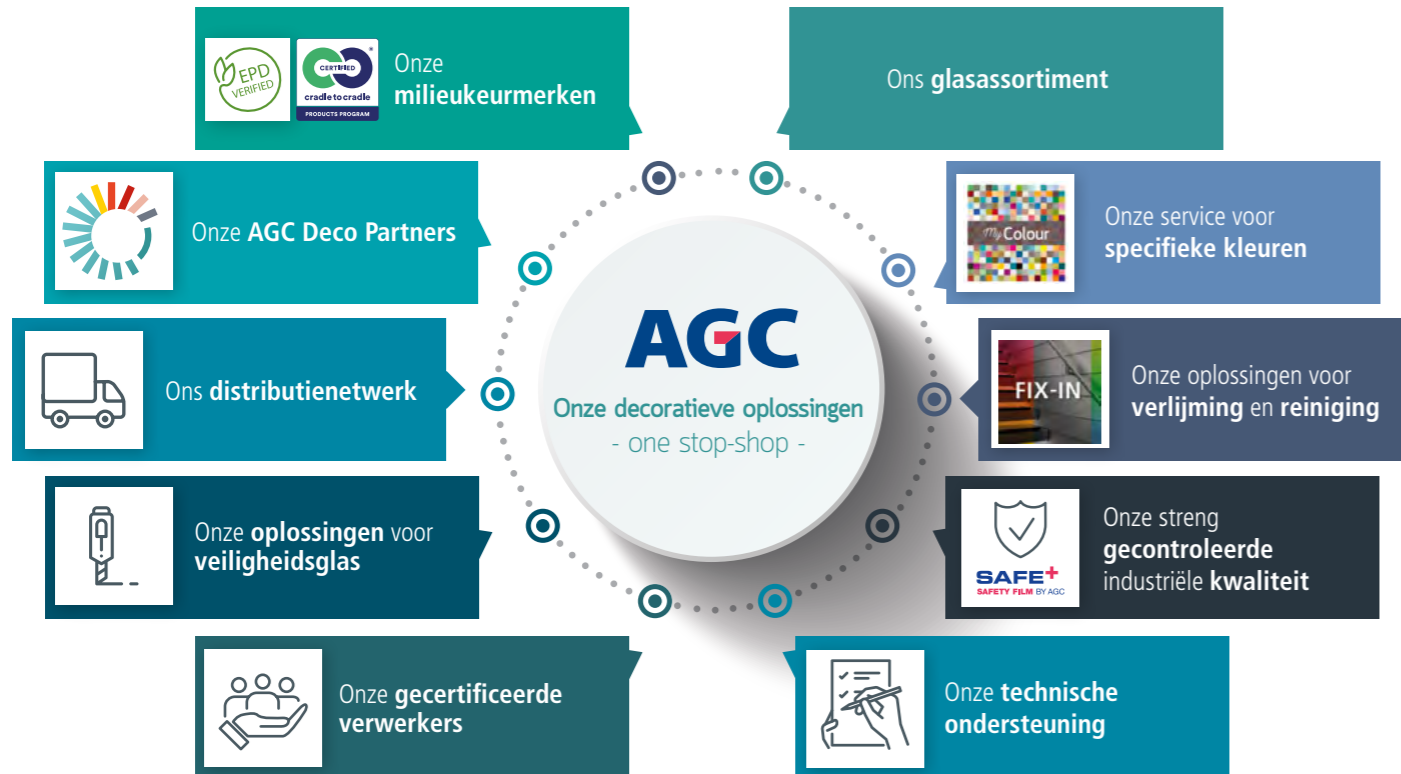 EPD
VERIFIED
CERTIFIED
cradletocradle
PRODUCTS PROGRAM
Onze
milieukeurmerken
Ons glasassortiment
Onze AGC Deco Partners
My Colour
Onze service voor
specifieke kleuren
Ons distributienetwerk
AGC
Onze decoratieve oplossingen
- one stop-shop -
FIX-IN
Onze oplossingen voor
verlijming en reiniging
Onze oplossingen voor
veiligheidsglas
SAFE+
SAFETY FILM BY AGC
Onze streng
gecontroleerde
industriële kwaliteit
Onze gecertificeerde
verwerkers
Onze technische
ondersteuning